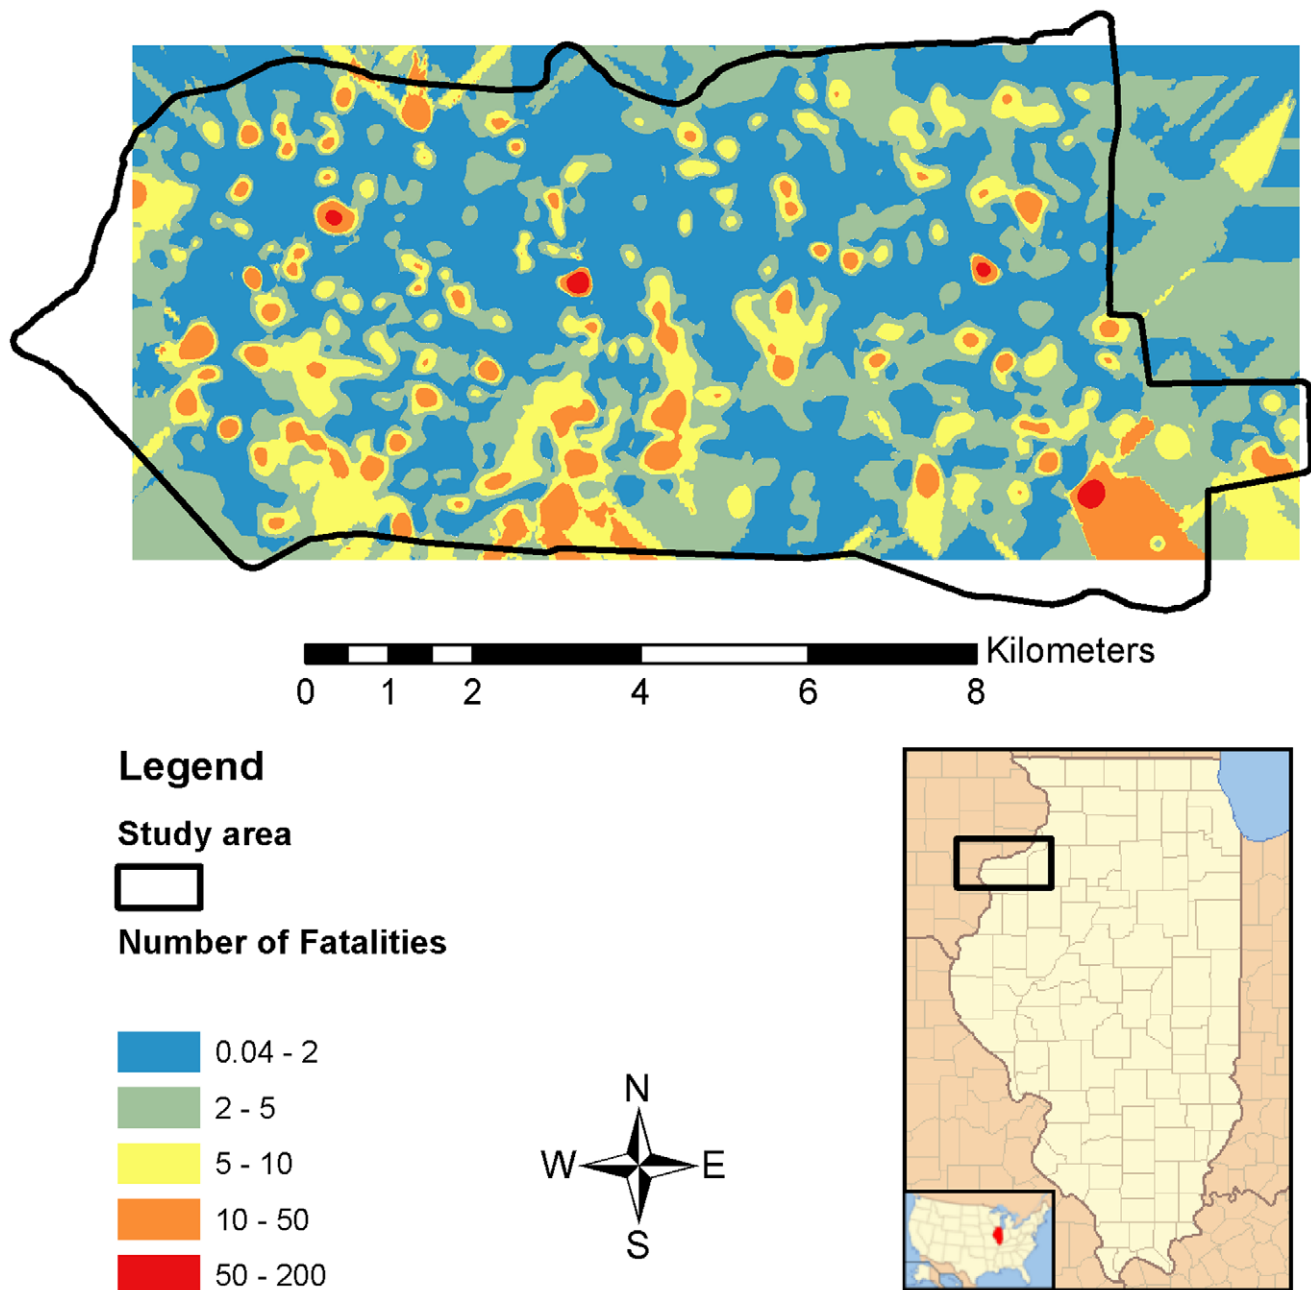 Kilometers
0 1 2 4 6 8
Legend
Study area
Number of Fatalities
0.04 - 2
2 - 5
5 - 10
10 - 50
50 - 200
N
W E
S